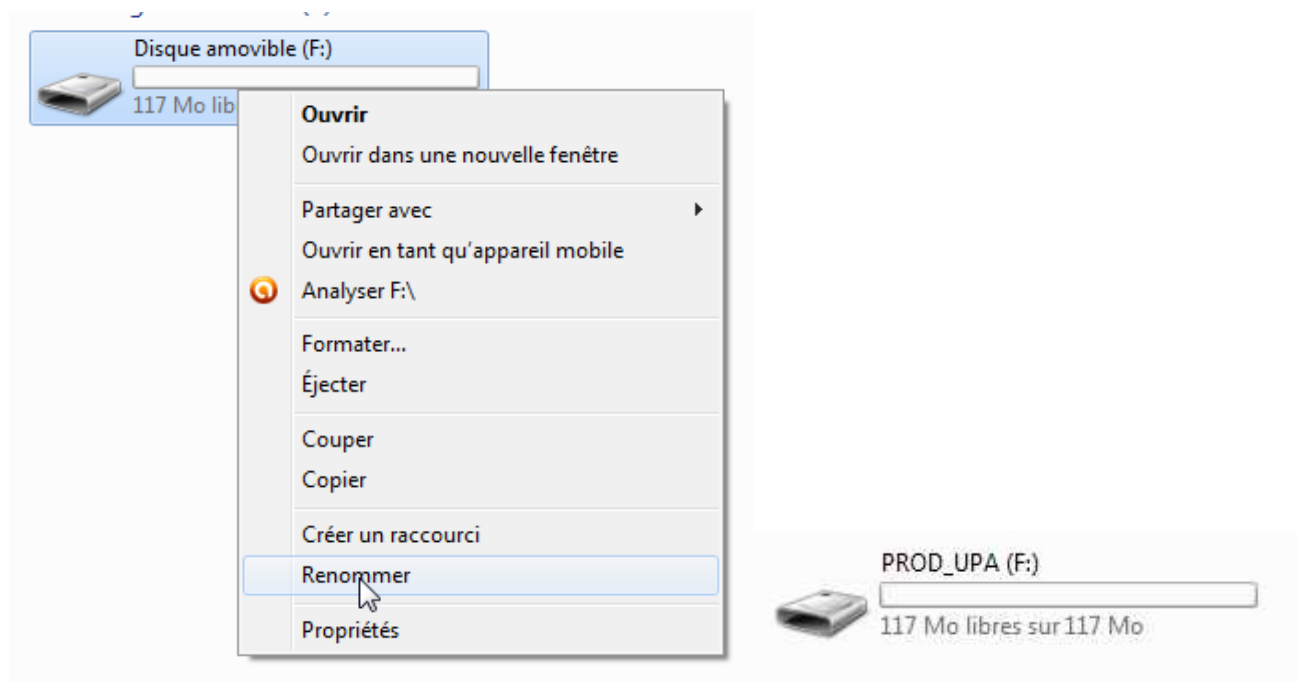 Disque amovible (F:)
117 Mo lib
Ouvrir
Ouvrir dans une nouvelle fenêtre
Partager avec
Ouvrir en tant qu'appareil mobile
Analyser F:\
Formater...
Éjecter
Couper
Copier
Créer un raccourci
Renommer
Propriétés
PROD_UPA (F:)
117 Mo libres sur 117 Mo